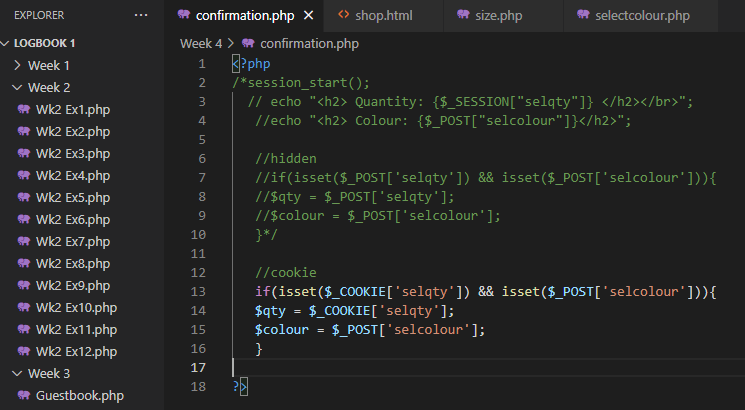 EXPLORER
···
LOGBOOK 1
Week 1
Week 2
Wk2 Ex1.php
Wk2 Ex2.php
Wk2 Ex3.php
Wk2 Ex4.php
Wk2 Ex5.php
Wk2 Ex6.php
Wk2 Ex7.php
Wk2 Ex8.php
Wk2 Ex9.php
Wk2 Ex10.php
Wk2 Ex11.php
Wk2 Ex12.php
Week 3
Guestbook.php
confirmation.php × <> shop.html size.php selectcolour.php
Week 4 > confirmation.php
1 <?php
2 /*session_start();
3 // echo "<h2> Quantity: {$_SESSION["selqty"]} </h2></br>";
4 //echo "<h2> Colour: {$_POST["selcolour"]}</h2>";
5
6 //hidden
7 //if(isset($_POST['selqty']) && isset($_POST['selcolour'])){
8 //$qty = $_POST['selqty'];
9 //$colour = $_POST['selcolour'];
10 }*/
11
12 //cookie
13 if(isset($_COOKIE['selqty']) && isset($_POST['selcolour'])){
14 $qty = $_COOKIE['selqty'];
15 $colour = $_POST['selcolour'];
16 }
17
18 ?>